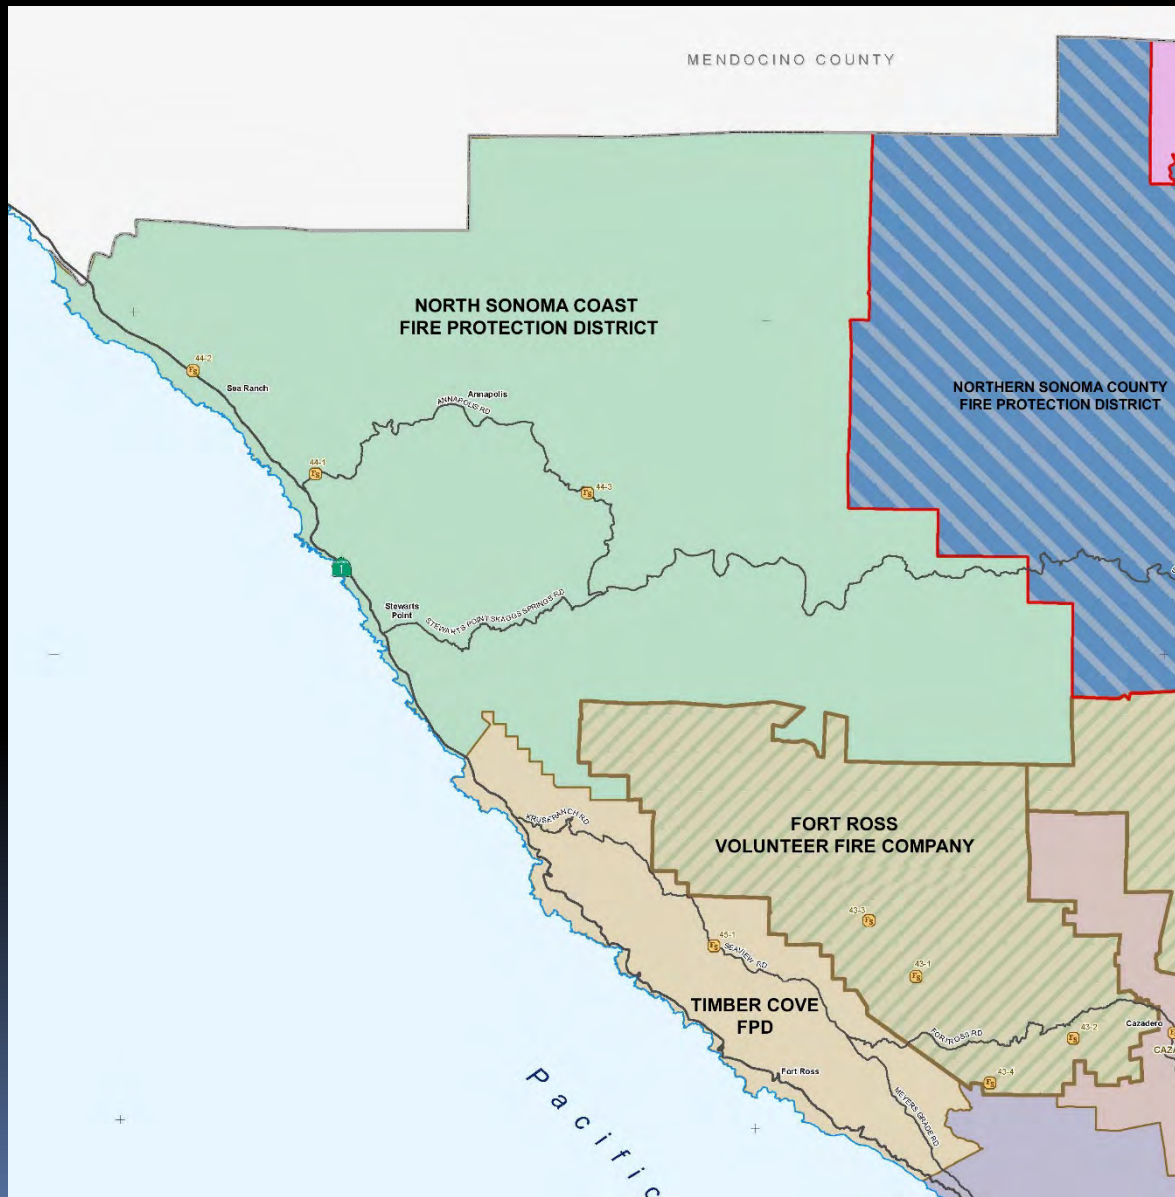 MENDOCINO COUNTY
NORTH SONOMA COAST
FIRE PROTECTION DISTRICT
44-2
Sea Ranch
Annapolis
ANNAPOLIS RD
NORTHERN SONOMA COUNTY
FIRE PROTECTION DISTRICT
44-1
44-3
1
Stewarts
Point
STEWARTS POINT SKAGGS SPRINGS RD
KRUSE RANCH RD
FORT ROSS
VOLUNTEER FIRE COMPANY
43-3
45-1
SEAVIEW RD
43-1
TIMBER COVE
FPD
FORT ROSS RD
43-2
Cazadero
CAZA
Fort Ross
43-4
MEYERS GRADE RD
Pacific